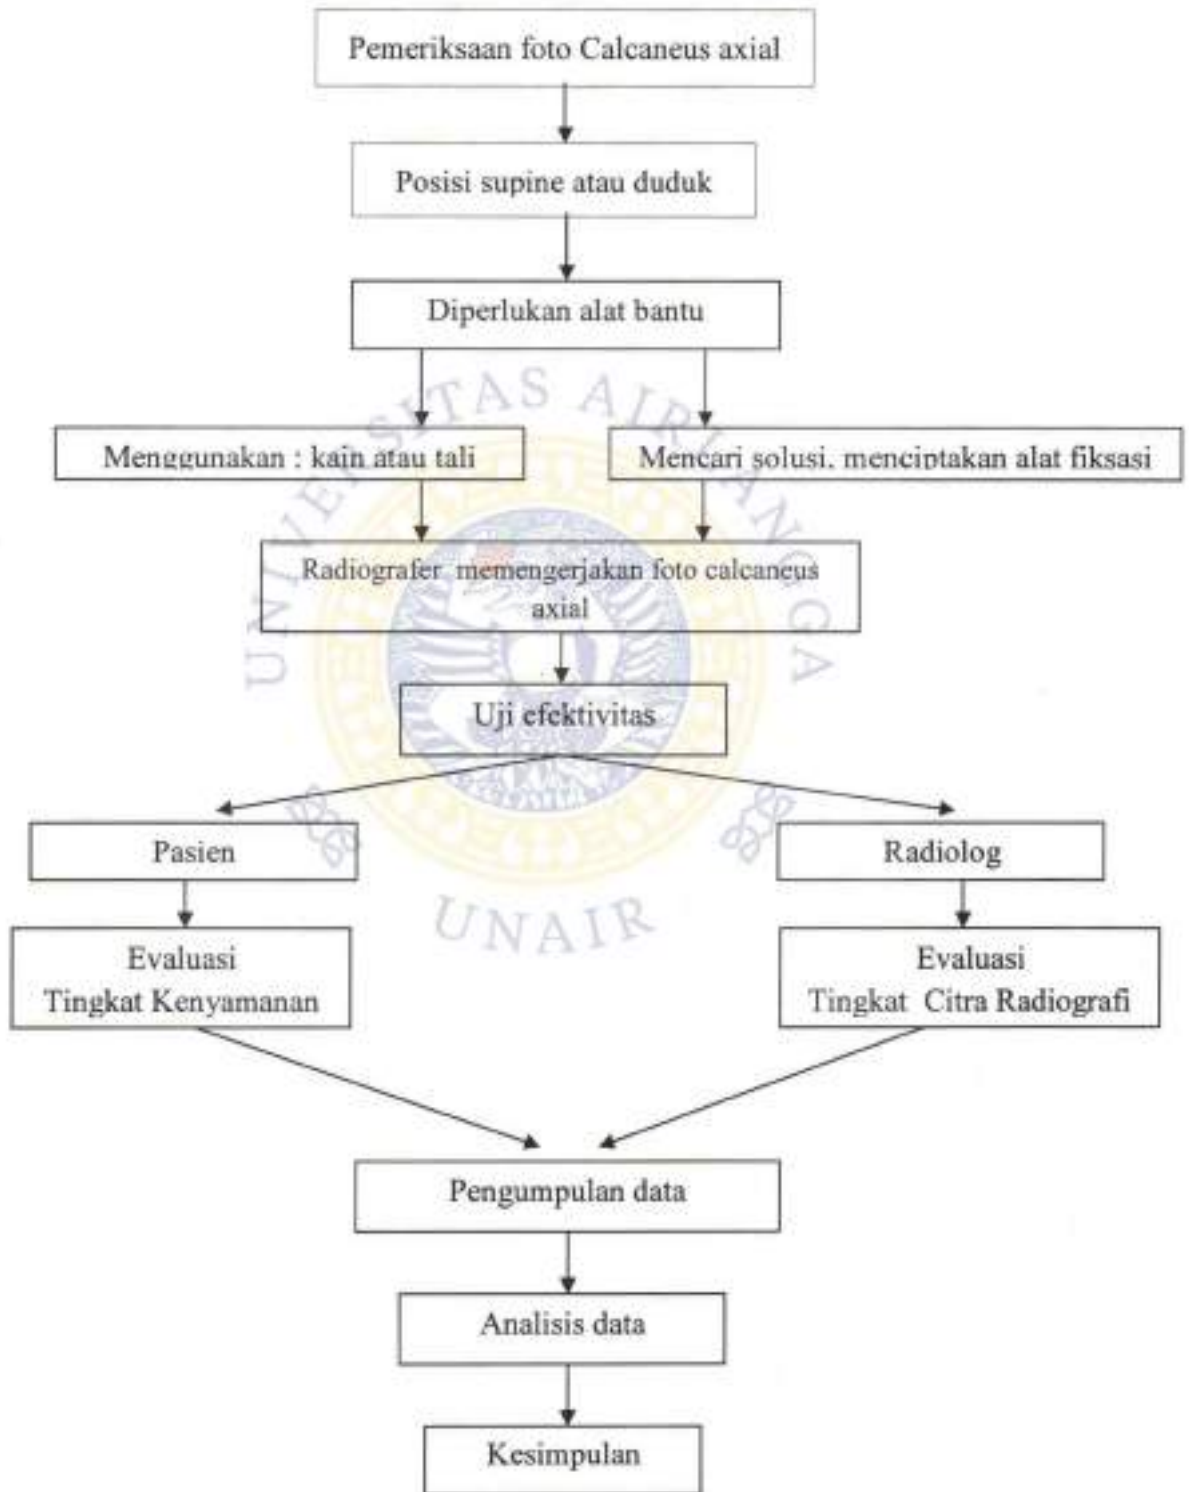 Pemeriksaan foto Calcaneus axial
Posisi supine atau duduk
Diperlukan alat bantu
UNIVERSITAS AIRLANGGA
Menggunakan : kain atau tali
Mencari solusi, menciptakan alat fiksasi
Radiografer memengerjakan foto calcaneus
axial
Uji efektivitas
Pasien
Radiolog
UNAIR
Evaluasi
Tingkat Kenyamanan
Evaluasi
Tingkat Citra Radiografi
Pengumpulan data
Analisis data
Kesimpulan